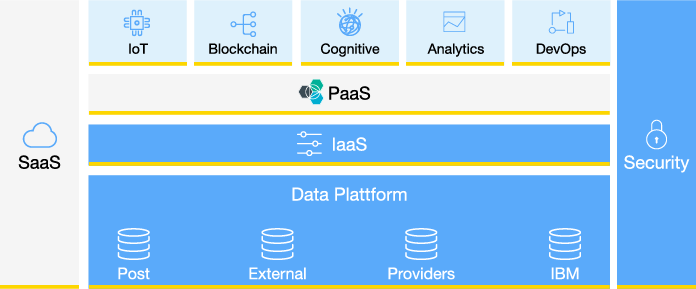 IoT
Blockchain
Cognitive
Analytics
DevOps
PaaS
SaaS
IaaS
Security
Data Plattform
Post
External
Providers
IBM